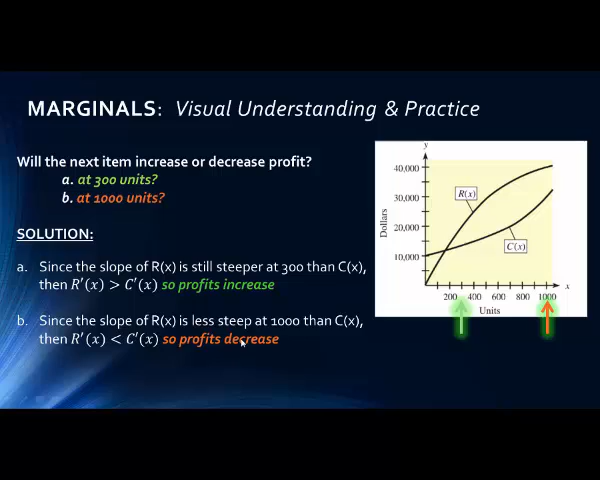 MARGINALS: Visual Understanding & Practice
Will the next item increase or decrease profit?
a. at 300 units?
b. at 1000 units?
SOLUTION:
a. Since the slope of R(x) is still steeper at 300 than C(x),
then R′(x) > C′(x) so profits increase
b. Since the slope of R(x) is less steep at 1000 than C(x),
then R′(x) < C′(x) so profits decrease
y
40,000
30,000
20,000
10,000
Dollars
R(x)
C(x)
200 400 600 800 1000
x
Units